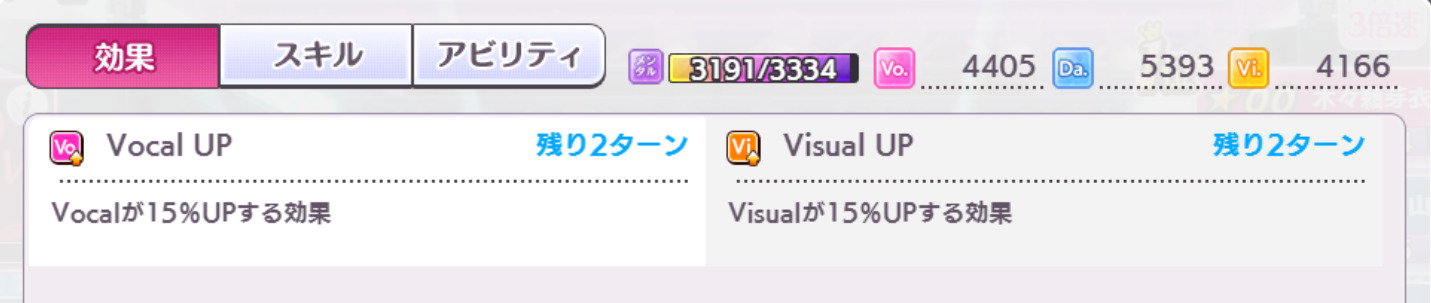 3倍速
効果 スキル アビリティ メンタル 3191/3334 Vo. 4405 Da. 5393 Vi. 4166
Vo Vocal UP 残り2ターン
Vocalが15%UPする効果
Vi Visual UP 残り2ターン
Visualが15%UPする効果